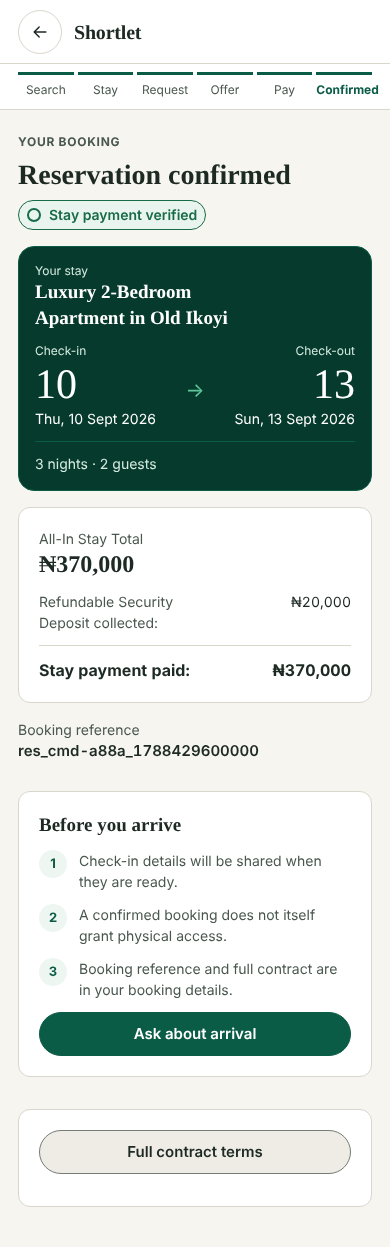 Shortlet
Search Stay Request Offer Pay Confirmed
YOUR BOOKING
Reservation confirmed
Stay payment verified
Your stay
Luxury 2-Bedroom
Apartment in Old Ikoyi
Check-in Check-out
10 → 13
Thu, 10 Sept 2026 Sun, 13 Sept 2026
3 nights · 2 guests
All-In Stay Total
₦370,000
Refundable Security ₦20,000
Deposit collected:
Stay payment paid: ₦370,000
Booking reference
res_cmd-a88a_1788429600000
Before you arrive
1 Check-in details will be shared when
they are ready.
2 A confirmed booking does not itself
grant physical access.
3 Booking reference and full contract are
in your booking details.
Ask about arrival
Full contract terms